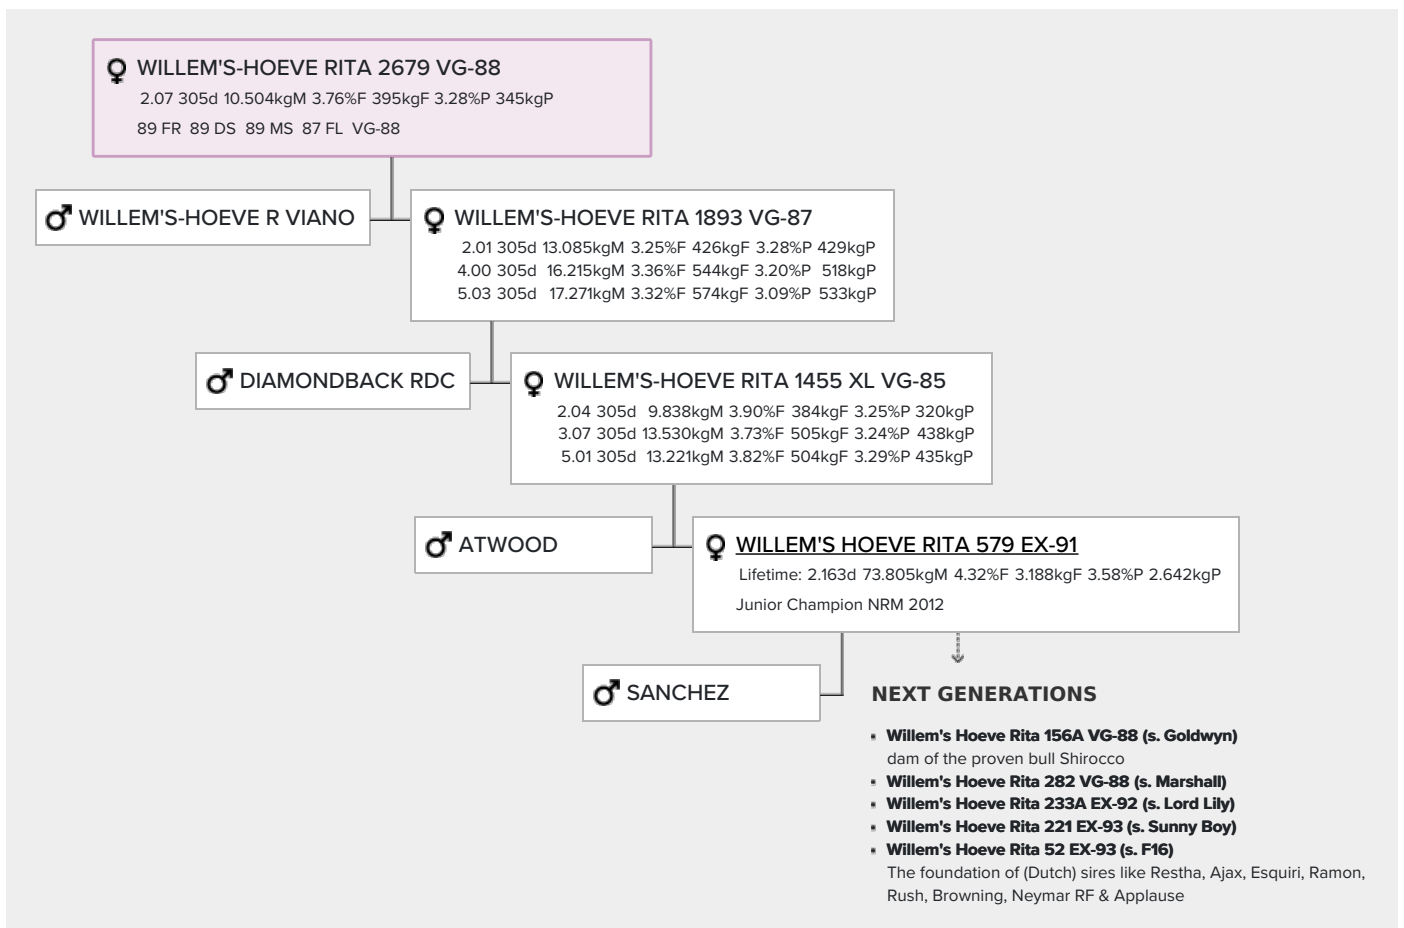 WILLEM'S-HOEVE RITA 2679 VG-88
2.07 305d 10.504kgM 3.76%F 395kgF 3.28%P 345kgP
89 FR 89 DS 89 MS 87 FL VG-88
WILLEM'S-HOEVE R VIANO
WILLEM'S-HOEVE RITA 1893 VG-87
2.01 305d 13.085kgM 3.25%F 426kgF 3.28%P 429kgP
4.00 305d 16.215kgM 3.36%F 544kgF 3.20%P 518kgP
5.03 305d 17.271kgM 3.32%F 574kgF 3.09%P 533kgP
DIAMONDBACK RDC
WILLEM'S-HOEVE RITA 1455 XL VG-85
2.04 305d 9.838kgM 3.90%F 384kgF 3.25%P 320kgP
3.07 305d 13.530kgM 3.73%F 505kgF 3.24%P 438kgP
5.01 305d 13.221kgM 3.82%F 504kgF 3.29%P 435kgP
ATWOOD
WILLEM'S HOEVE RITA 579 EX-91
Lifetime: 2.163d 73.805kgM 4.32%F 3.188kgF 3.58%P 2.642kgP
Junior Champion NRM 2012
SANCHEZ
NEXT GENERATIONS
Willem's Hoeve Rita 156A VG-88 (s. Goldwyn)
dam of the proven bull Shirocco
Willem's Hoeve Rita 282 VG-88 (s. Marshall)
Willem's Hoeve Rita 233A EX-92 (s. Lord Lily)
Willem's Hoeve Rita 221 EX-93 (s. Sunny Boy)
Willem's Hoeve Rita 52 EX-93 (s. F16)
The foundation of (Dutch) sires like Restha, Ajax, Esquiri, Ramon,
Rush, Browning, Neymar RF & Applause